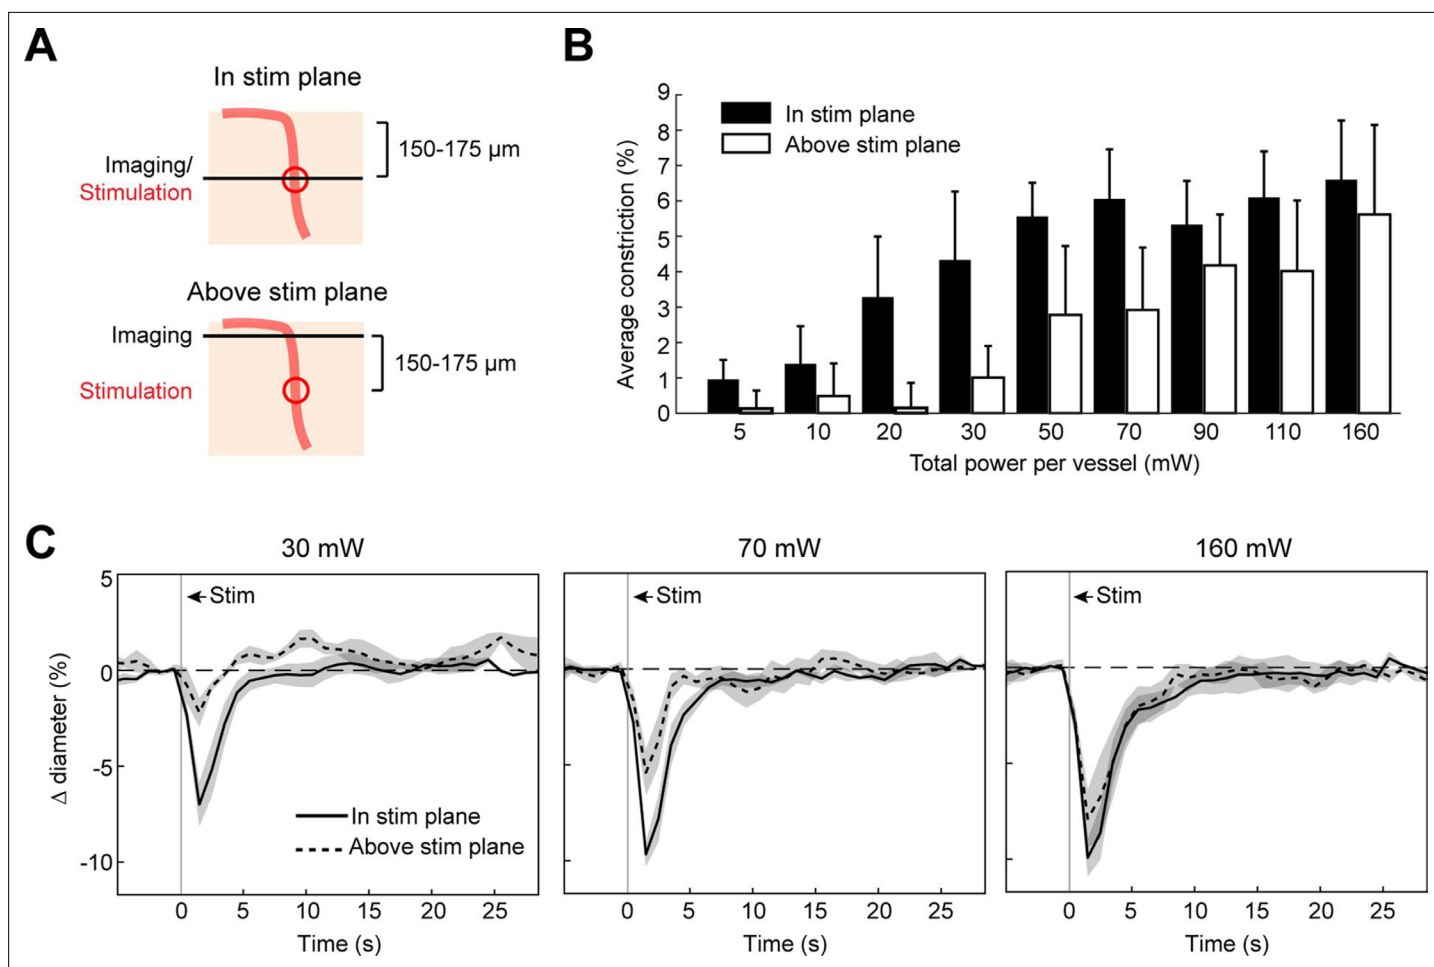 A
In stim plane
150-175 µm
Imaging/
Stimulation
Above stim plane
Imaging
150-175 µm
Stimulation
B
9
8
7
6
5
4
3
2
1
0
Average constriction (%)
In stim plane
Above stim plane
5 10 20 30 50 70 90 110 160
Total power per vessel (mW)
C
30 mW
5
0
-5
-10
Δ diameter (%)
Stim
In stim plane
Above stim plane
0 5 10 15 20 25
Time (s)
70 mW
Stim
0 5 10 15 20 25
Time (s)
160 mW
Stim
0 5 10 15 20 25
Time (s)